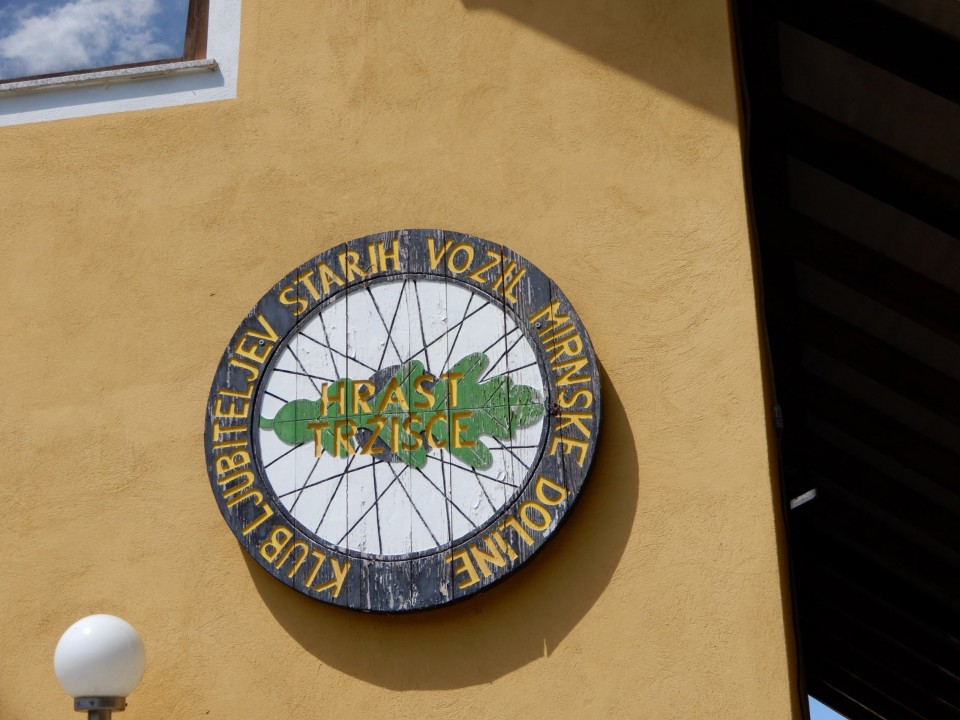 KLUB LJUBITELJEV STARIH VOZIL MIRNSKE DOLINE
HRAST
TRŽIŠČE